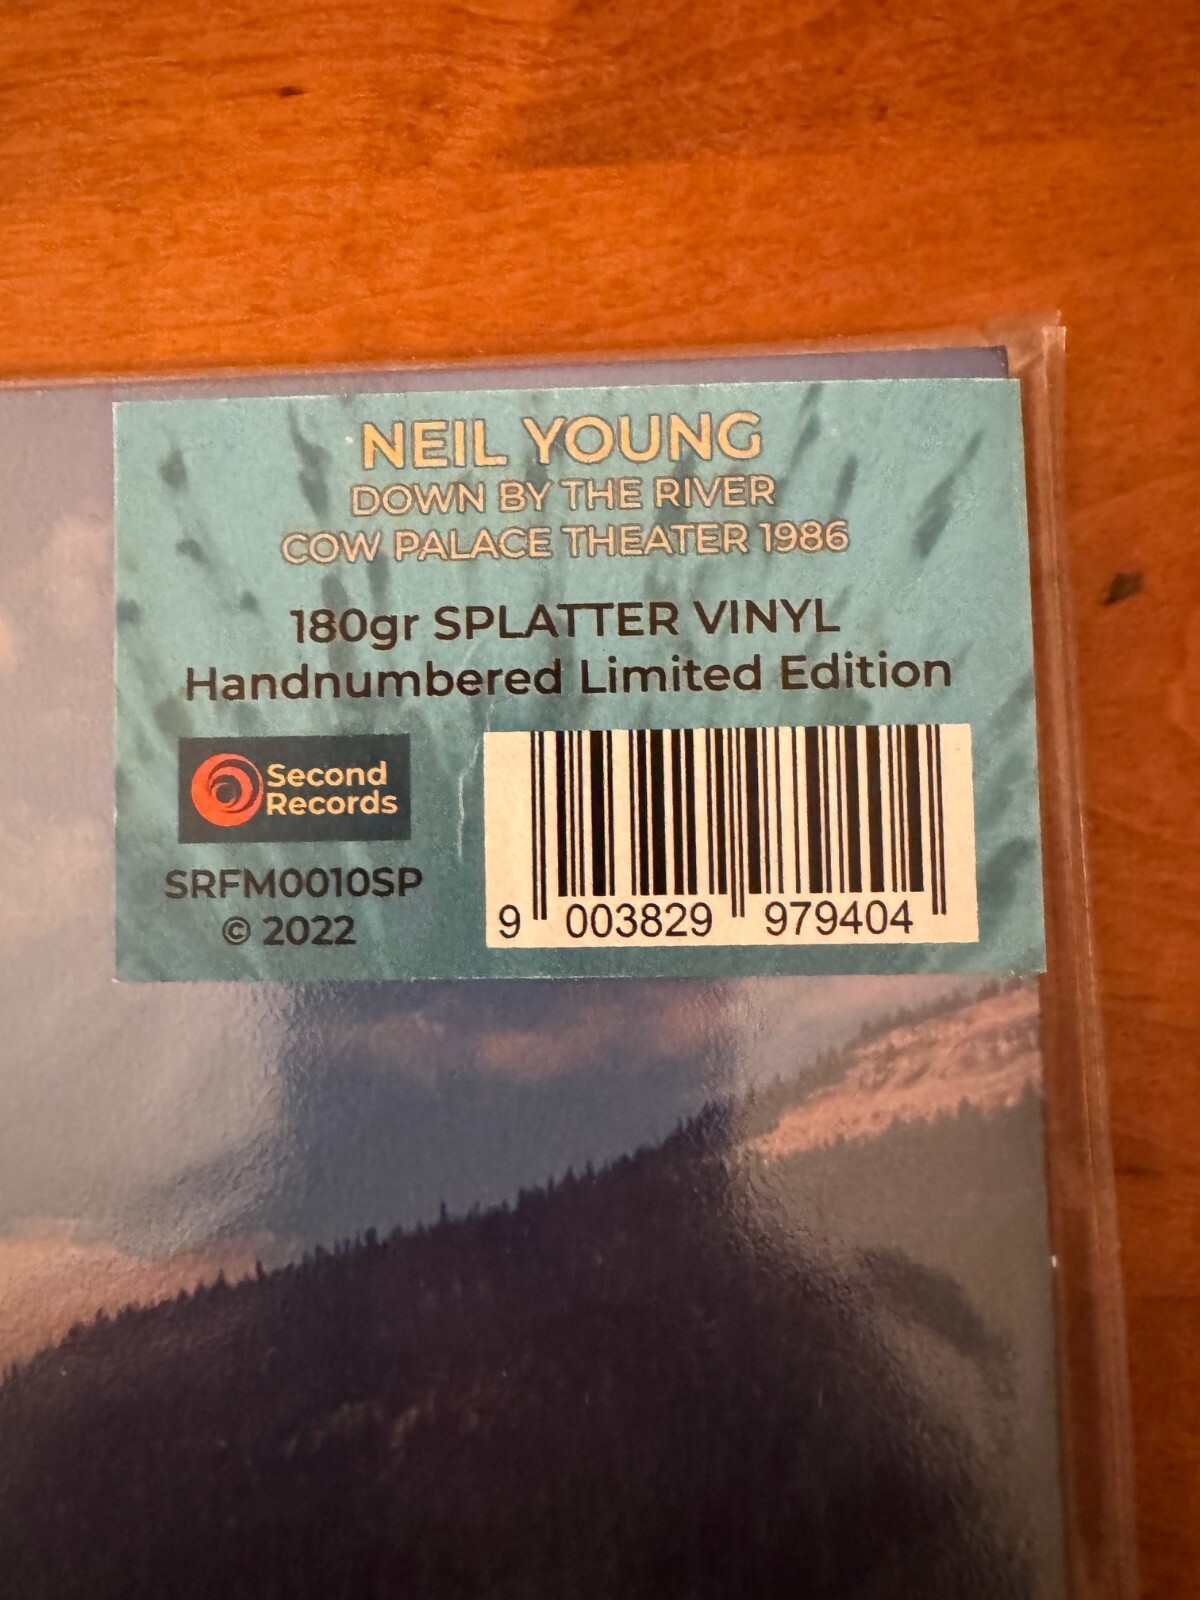 NEIL YOUNG
DOWN BY THE RIVER
COW PALACE THEATER 1986
180gr SPLATTER VINYL
Handnumbered Limited Edition
Second
Records
SRFM0010SP
© 2022
9 003829 979404